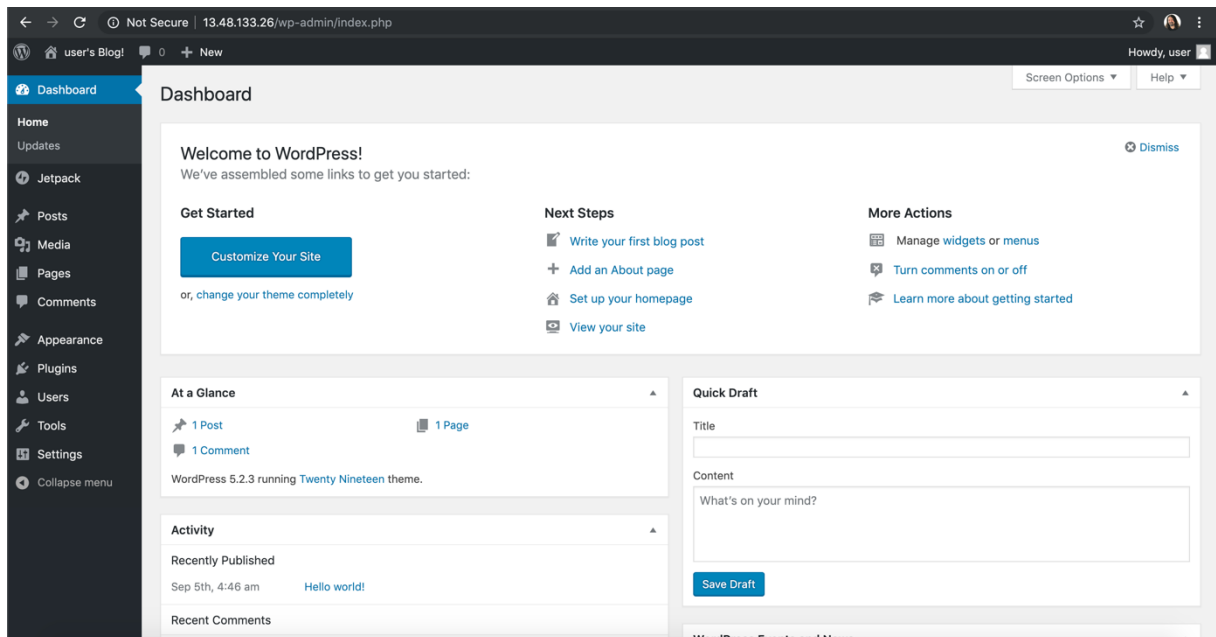 Not Secure | 13.48.133.26/wp-admin/index.php
user's Blog! 0 New
Howdy, user
Dashboard
Home
Updates
Jetpack
Posts
Media
Pages
Comments
Appearance
Plugins
Users
Tools
Settings
Collapse menu
Screen Options Help
Dashboard
Welcome to WordPress!
Dismiss
We've assembled some links to get you started:
Get Started
Customize Your Site
or, change your theme completely
Next Steps
Write your first blog post
Add an About page
Set up your homepage
View your site
More Actions
Manage widgets or menus
Turn comments on or off
Learn more about getting started
At a Glance
1 Post 1 Page
1 Comment
WordPress 5.2.3 running Twenty Nineteen theme.
Activity
Recently Published
Sep 5th, 4:46 am Hello world!
Recent Comments
Quick Draft
Title
Content
What's on your mind?
Save Draft